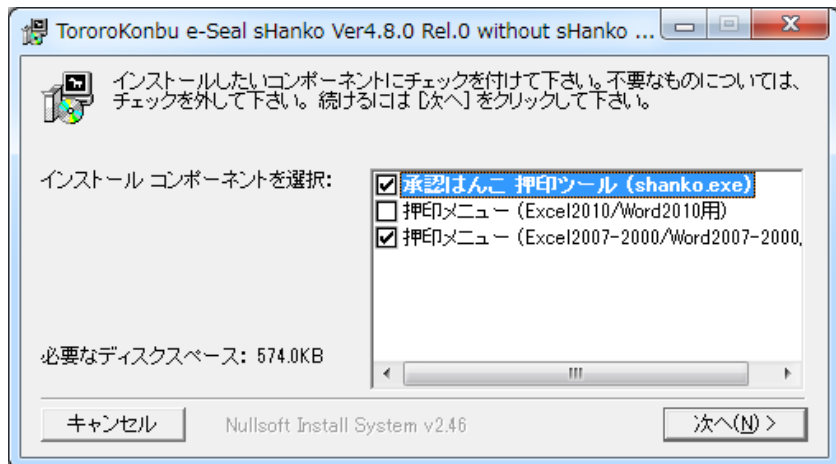 TororoKonbu e-Seal sHanko Ver4.8.0 Rel.0 without sHanko ...
インストールしたいコンポーネントにチェックを付けて下さい。不要なものについては、
チェックを外して下さい。続けるには [次へ] をクリックして下さい。
インストール コンポーネントを選択:
承認はんこ 押印ツール (shanko.exe)
押印メニュー (Excel2010/Word2010用)
押印メニュー (Excel2007-2000/Word2007-2000,
必要なディスクスペース: 574.0KB
キャンセル
Nullsoft Install System v2.46
次へ(N) >